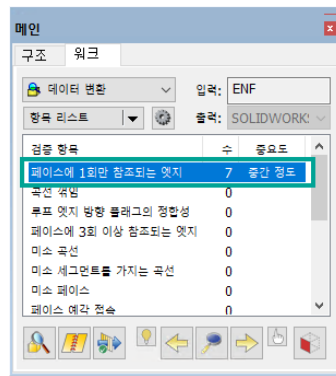 메인
구조 워크
데이터 변환 입력: ENF
항목 리스트 출력: SOLIDWORK
검증 항목 수 중요도
페이스에 1회만 참조되는 엣지 7 중간 정도
곡선 꺾임 0
루프 엣지 방향 플래그의 정합성 0
페이스에 3회 이상 참조되는 엣지 0
미소 곡선 0
미소 세그먼트를 가지는 곡선 0
미소 페이스 0
페이스 예각 접속 0